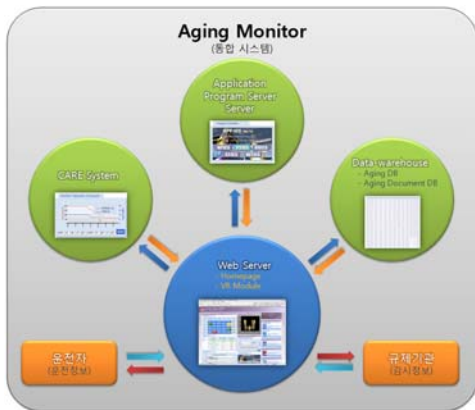 Aging Monitor
(통합 시스템)
Application
Program Server
Server
CARE System
Data warehouse
- Aging DB
- Aging Document DB
Web Server
- Homepage
- VR Module
운전자
(운전정보)
규제기관
(감시정보)